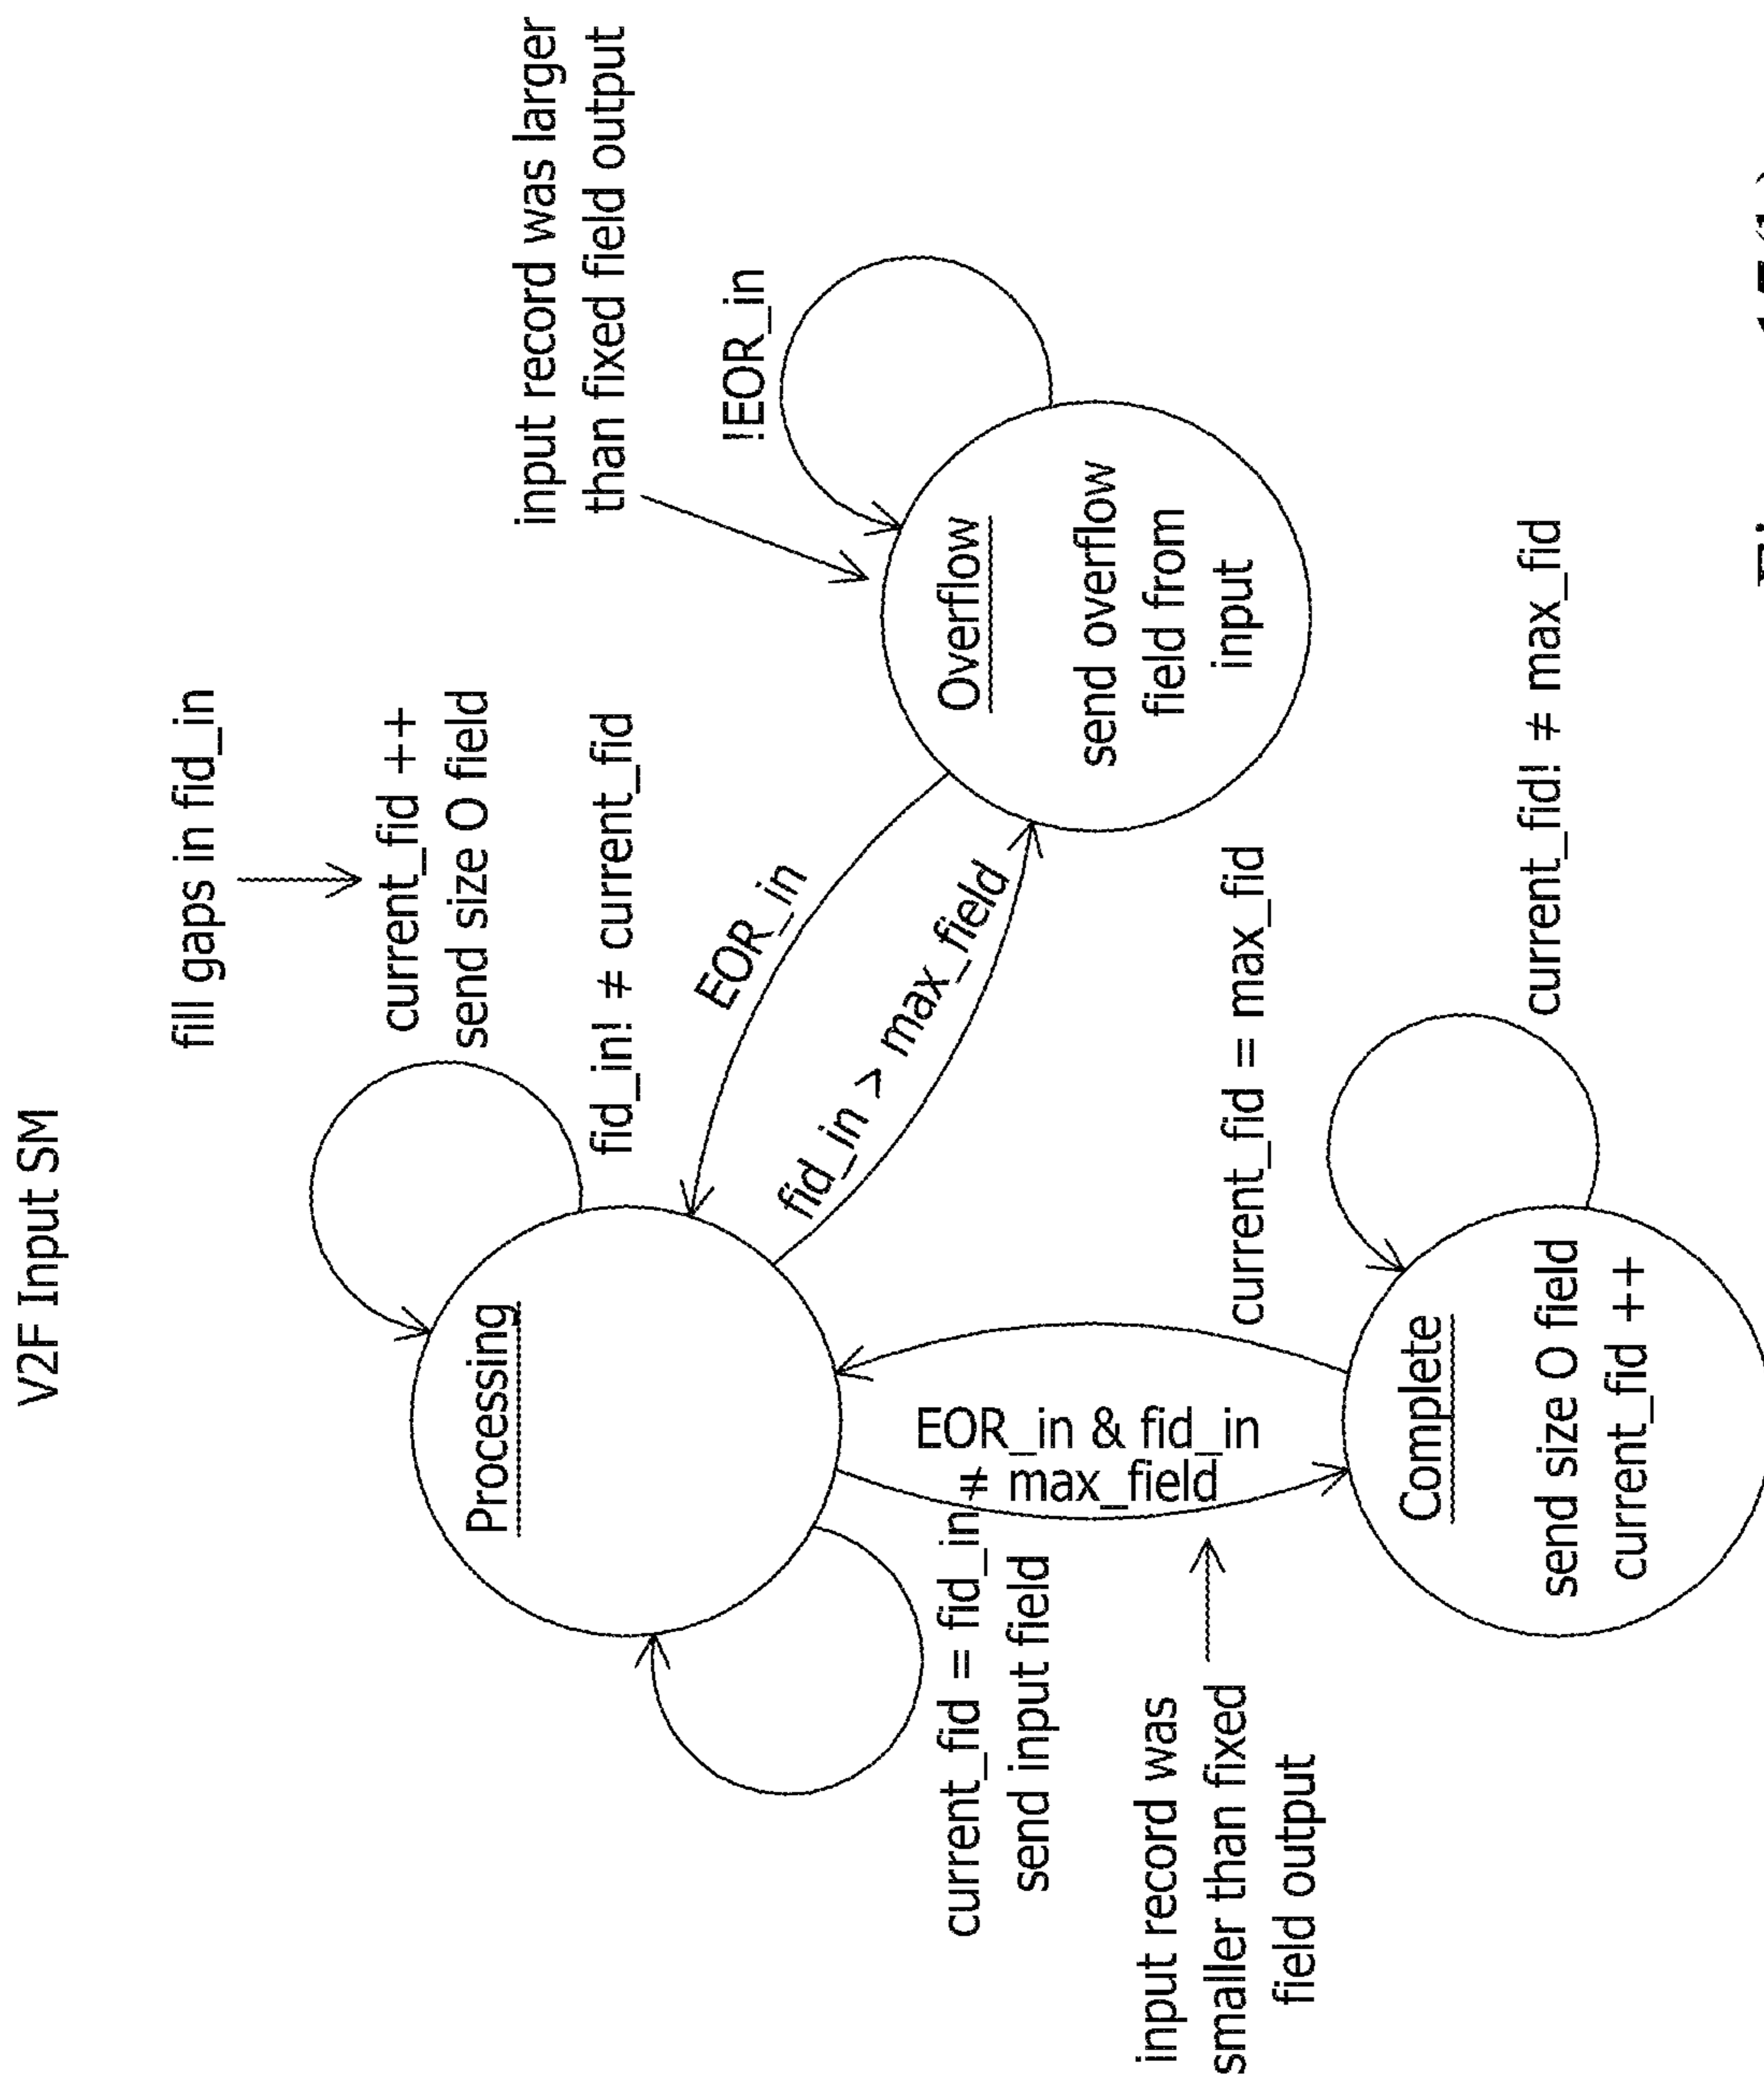 V2F Input SM
fill gaps in fid_in
current_fid ++
send size O field
fid_in! ≠ current_fid
Processing
input record was larger
than fixed field output
!EOR_in
Overflow
send overflow
field from
input
EOR_in
fid_in > max_field
current_fid = max_fid
EOR_in & fid_in
≠ max_field
current_fid = fid_in
send input field
input record was
smaller than fixed
field output
Complete
send size O field
current_fid ++
current_fid! ≠ max_fid